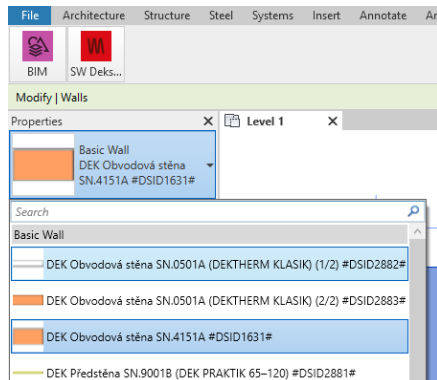 File Architecture Structure Steel Systems Insert Annotate
BIM SW Deks...
Modify | Walls
Properties X Level 1 X
Basic Wall
DEK Obvodová stěna
SN.4151A #DSID1631#
Search
Basic Wall
DEK Obvodová stěna SN.0501A (DEKTHERM KLASIK) (1/2) #DSID2882#
DEK Obvodová stěna SN.0501A (DEKTHERM KLASIK) (2/2) #DSID2883#
DEK Obvodová stěna SN.4151A #DSID1631#
DEK Předstěna SN.9001B (DEK PRAKTIK 65–120) #DSID2881#